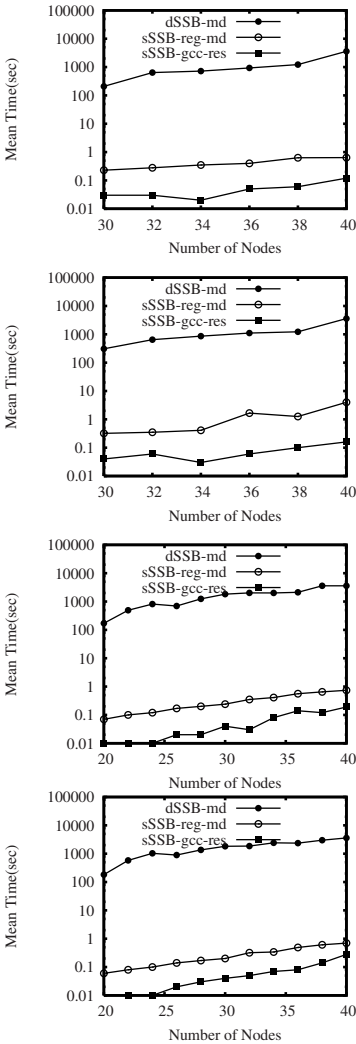 100000
dSSB-md
10000
sSSB-reg-md
sSSB-gcc-res
1000
100
10
1
0.1
0.01
Mean Time(sec)
30 32 34 36 38 40
Number of Nodes
100000
dSSB-md
10000
sSSB-reg-md
sSSB-gcc-res
1000
100
10
1
0.1
0.01
Mean Time(sec)
30 32 34 36 38 40
Number of Nodes
100000
dSSB-md
10000
sSSB-reg-md
sSSB-gcc-res
1000
100
10
1
0.1
0.01
Mean Time(sec)
20 25 30 35 40
Number of Nodes
100000
dSSB-md
10000
sSSB-reg-md
sSSB-gcc-res
1000
100
10
1
0.1
0.01
Mean Time(sec)
20 25 30 35 40
Number of Nodes